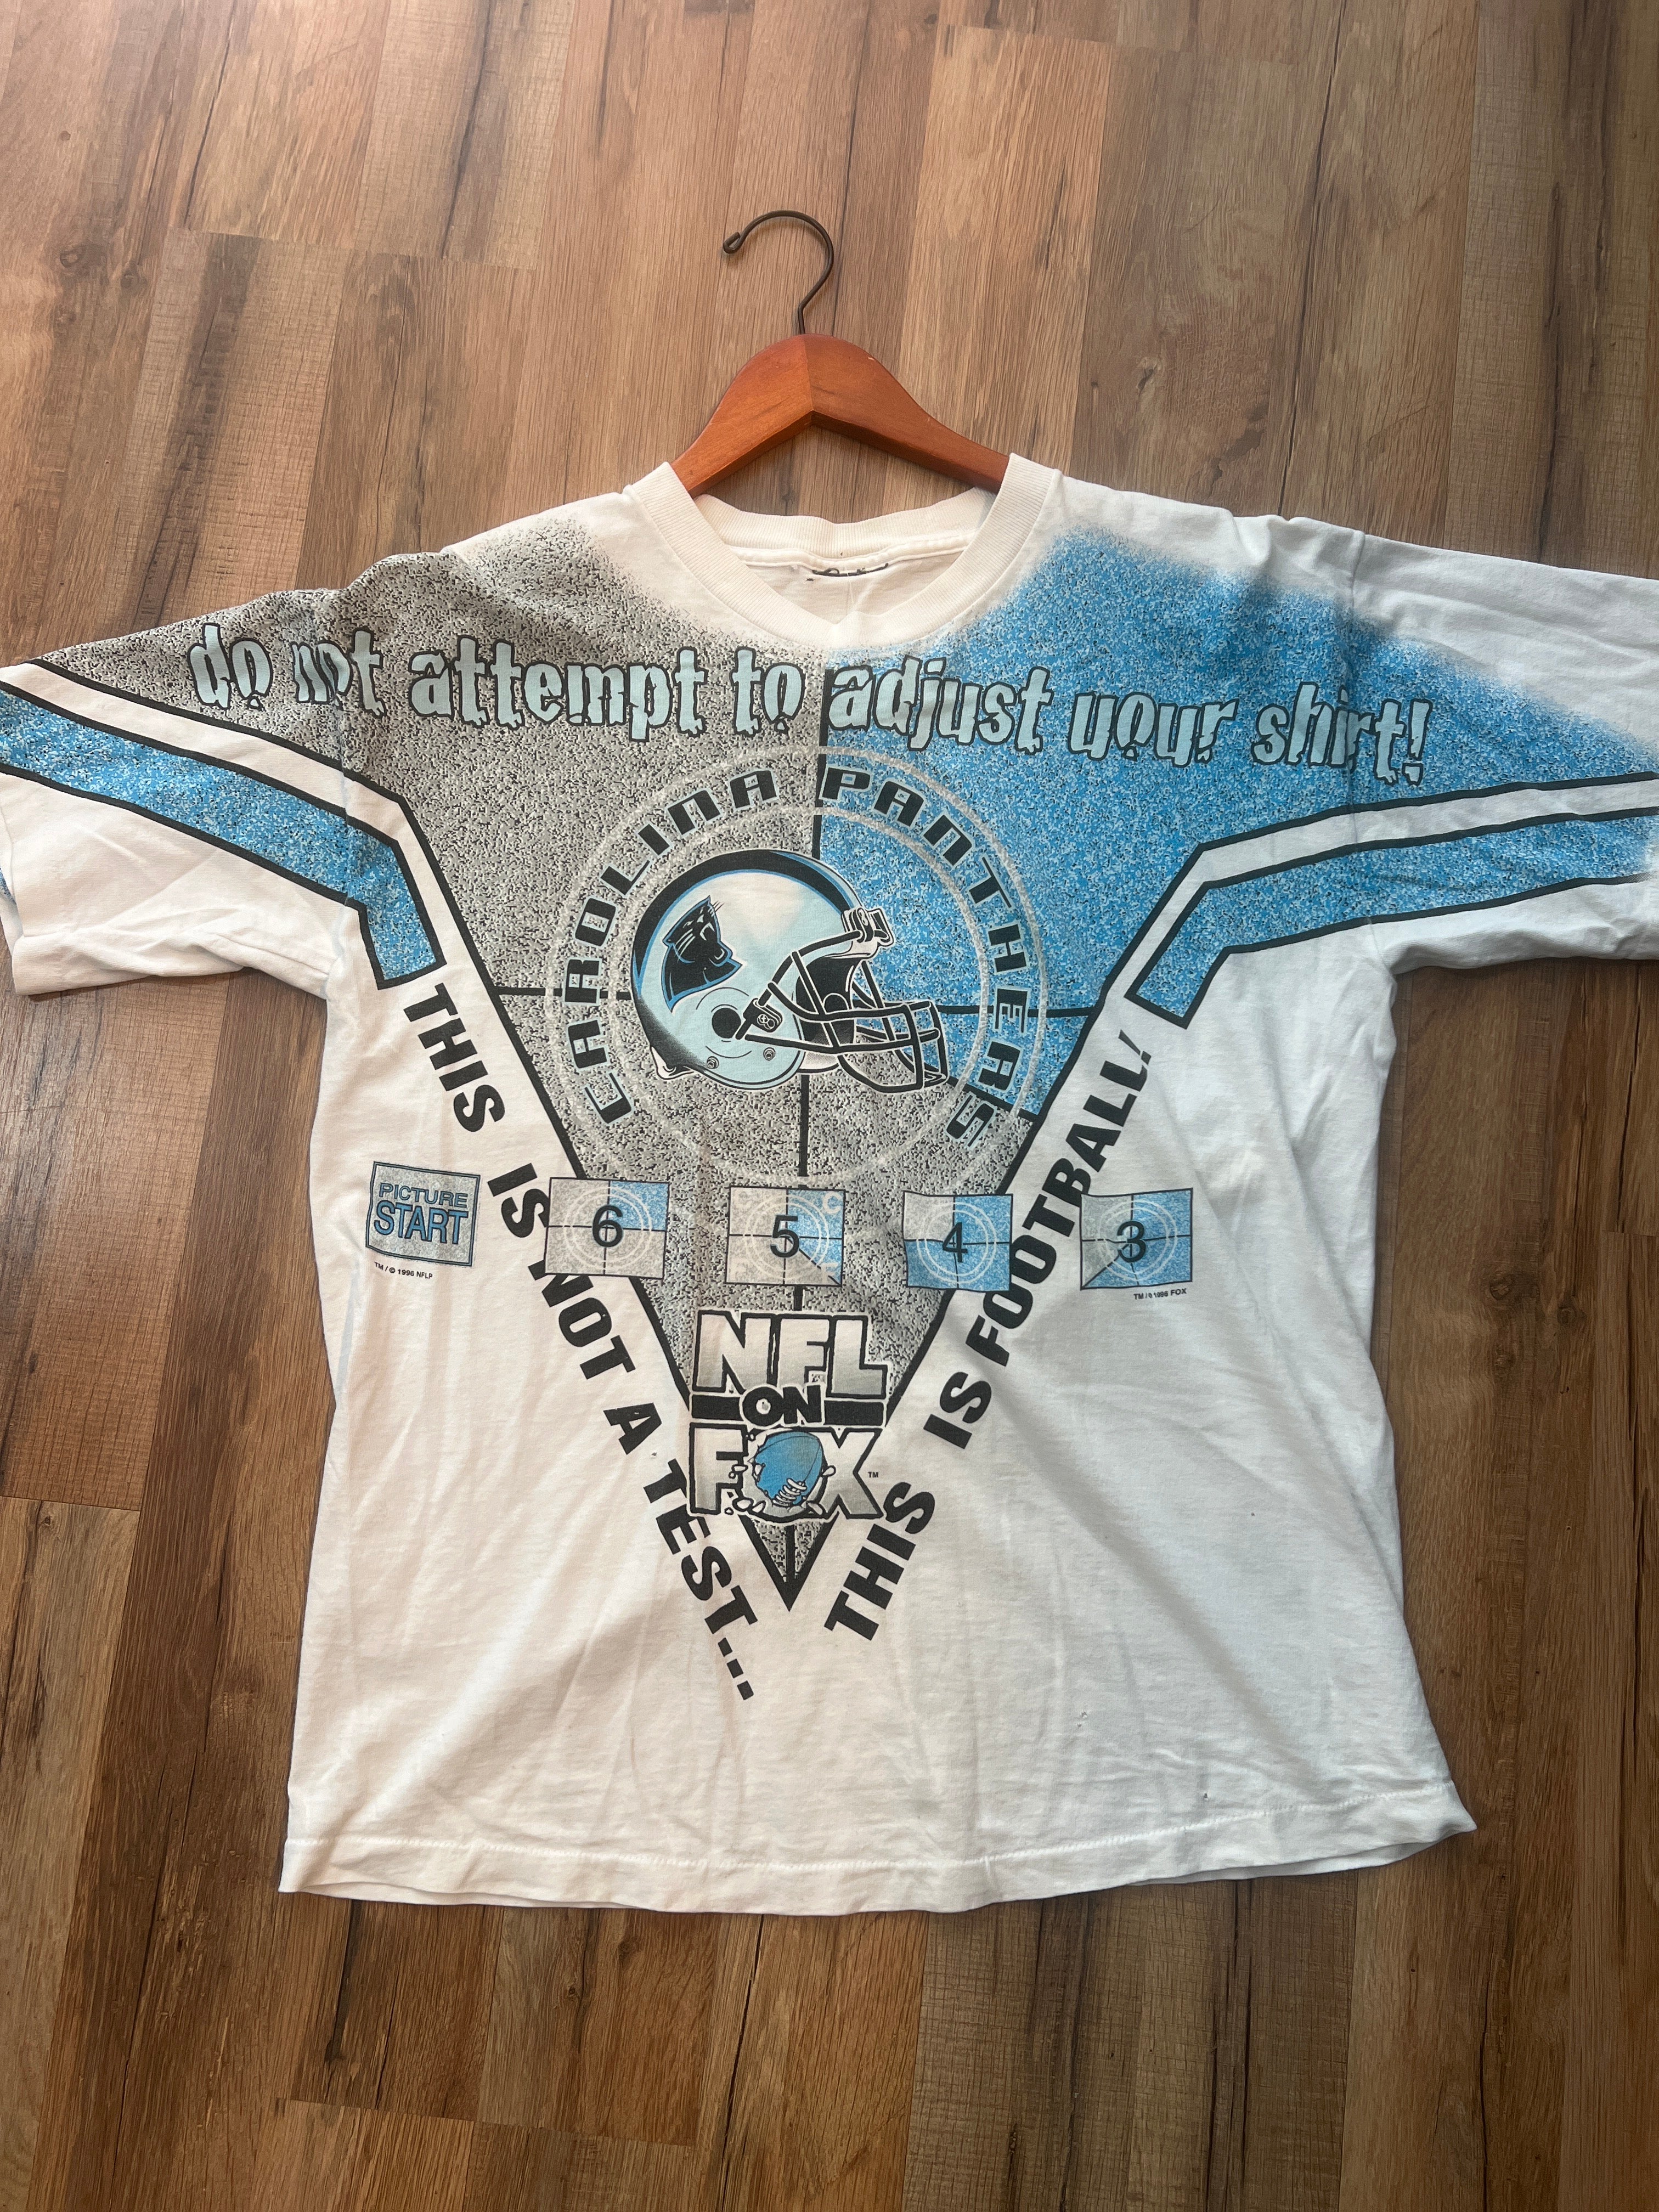 do not attempt to adjust your shirt!
CAROLINA PANTHERS
THIS IS NOT A TEST...
THIS IS FOOTBALL!
PICTURE
START
6
5
4
3
TM / © 1996 NFLP
TM / © 1996 FOX
NFL
ON
FOX
TM